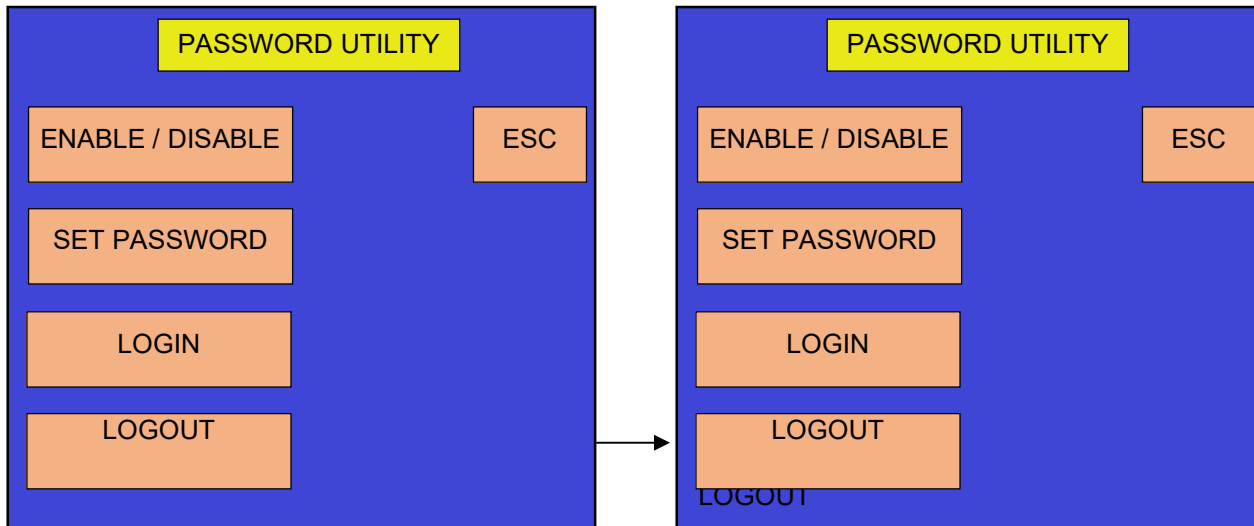 PASSWORD UTILITY
ENABLE / DISABLE
ESC
SET PASSWORD
LOGIN
LOGOUT
PASSWORD UTILITY
ENABLE / DISABLE
ESC
SET PASSWORD
LOGIN
LOGOUT
LOGOUT